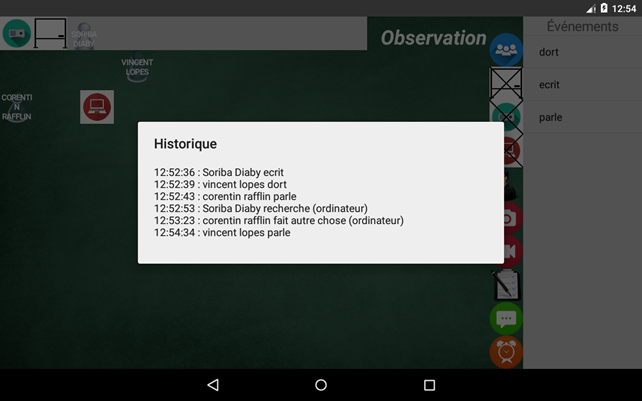 12:54
SORIBA
DIABY
Observation
Événements
VINCENT
LOPES
dort
ecrit
CORENTI
N
RAFFLIN
parle
Historique
12:52:36 : Soriba Diaby ecrit
12:52:39 : vincent lopes dort
12:52:43 : corentin rafflin parle
12:52:53 : Soriba Diaby recherche (ordinateur)
12:53:23 : corentin rafflin fait autre chose (ordinateur)
12:54:34 : vincent lopes parle